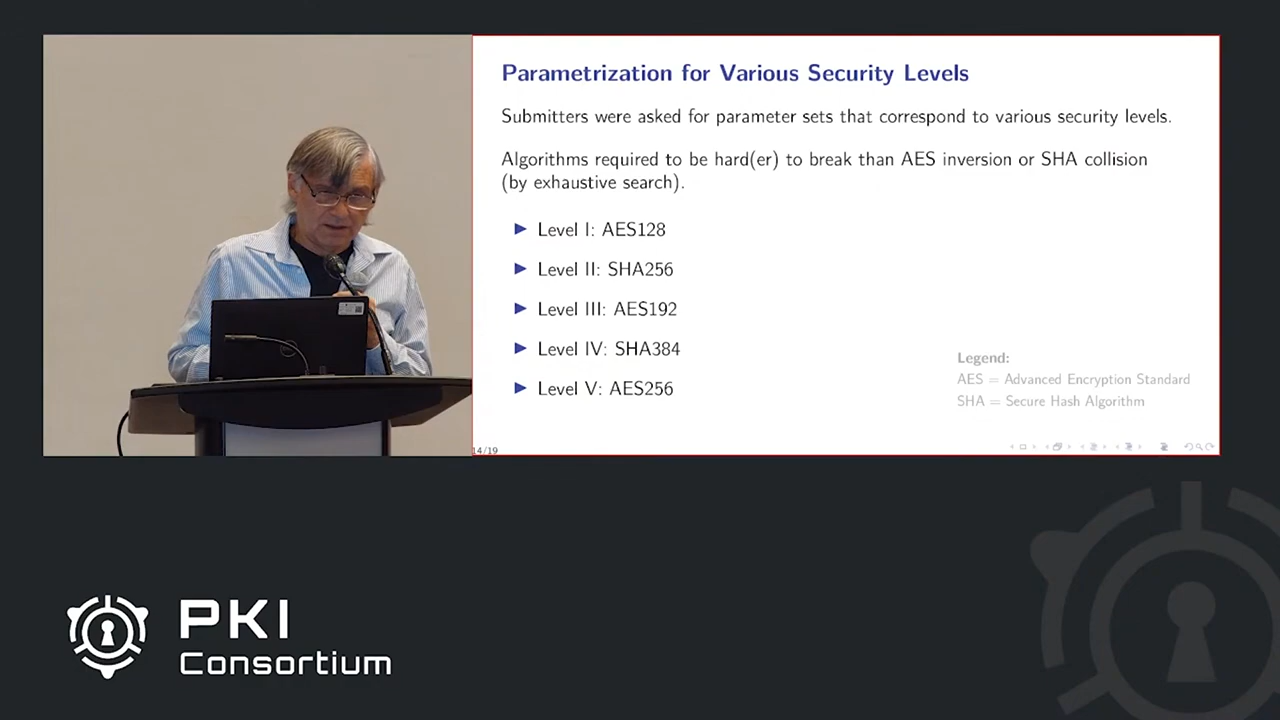 Parametrization for Various Security Levels
Submitters were asked for parameter sets that correspond to various security levels.
Algorithms required to be hard(er) to break than AES inversion or SHA collision
(by exhaustive search).
Level I: AES128
Level II: SHA256
Level III: AES192
Level IV: SHA384
Level V: AES256
Legend:
AES = Advanced Encryption Standard
SHA = Secure Hash Algorithm
14/19
PKI
Consortium